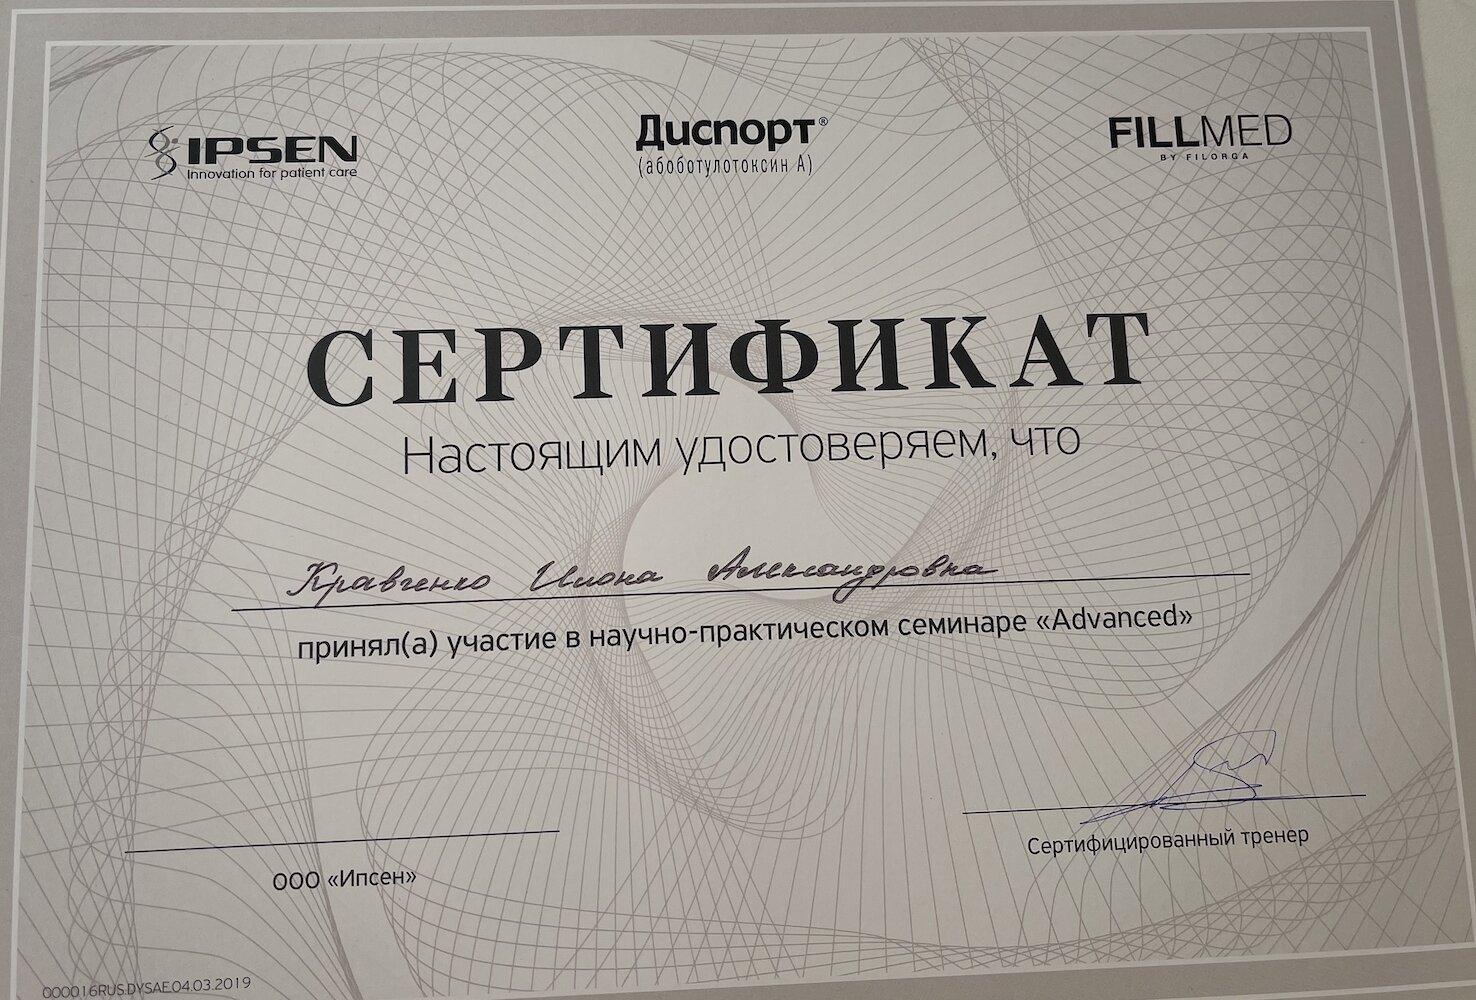 IPSEN
Innovation for patient care
Диспорт®
(абоботулотоксин А)
FILLMED
BY FILORGA
СЕРТИФИКАТ
Настоящим удостоверяем, что
Кравченко Илона Александровна
принял(а) участие в научно-практическом семинаре «Advanced»
ООО «Ипсен»
Сертифицированный тренер
000016RUS.DYSAE.04.03.2019